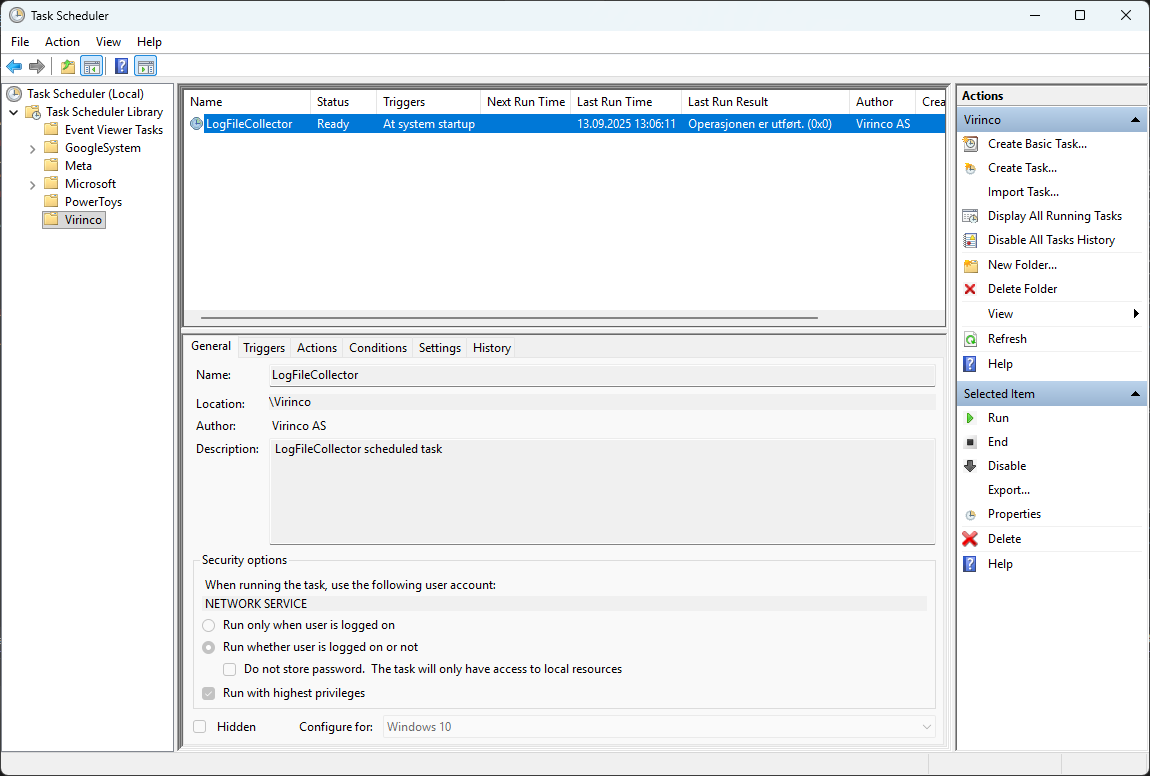 Task Scheduler
File Action View Help
Task Scheduler (Local)
Task Scheduler Library
Event Viewer Tasks
GoogleSystem
Meta
Microsoft
PowerToys
Virinco
Name Status Triggers Next Run Time Last Run Time Last Run Result Author Crea
LogFileCollector Ready At system startup 13.09.2025 13:06:11 Operasjonen er utført. (0x0) Virinco AS
General Triggers Actions Conditions Settings History
Name: LogFileCollector
Location: \Virinco
Author: Virinco AS
Description: LogFileCollector scheduled task
Security options
When running the task, use the following user account:
NETWORK SERVICE
Run only when user is logged on
Run whether user is logged on or not
Do not store password. The task will only have access to local resources
Run with highest privileges
Hidden Configure for: Windows 10
Actions
Virinco
Create Basic Task...
Create Task...
Import Task...
Display All Running Tasks
Disable All Tasks History
New Folder...
Delete Folder
View
Refresh
Help
Selected Item
Run
End
Disable
Export...
Properties
Delete
Help